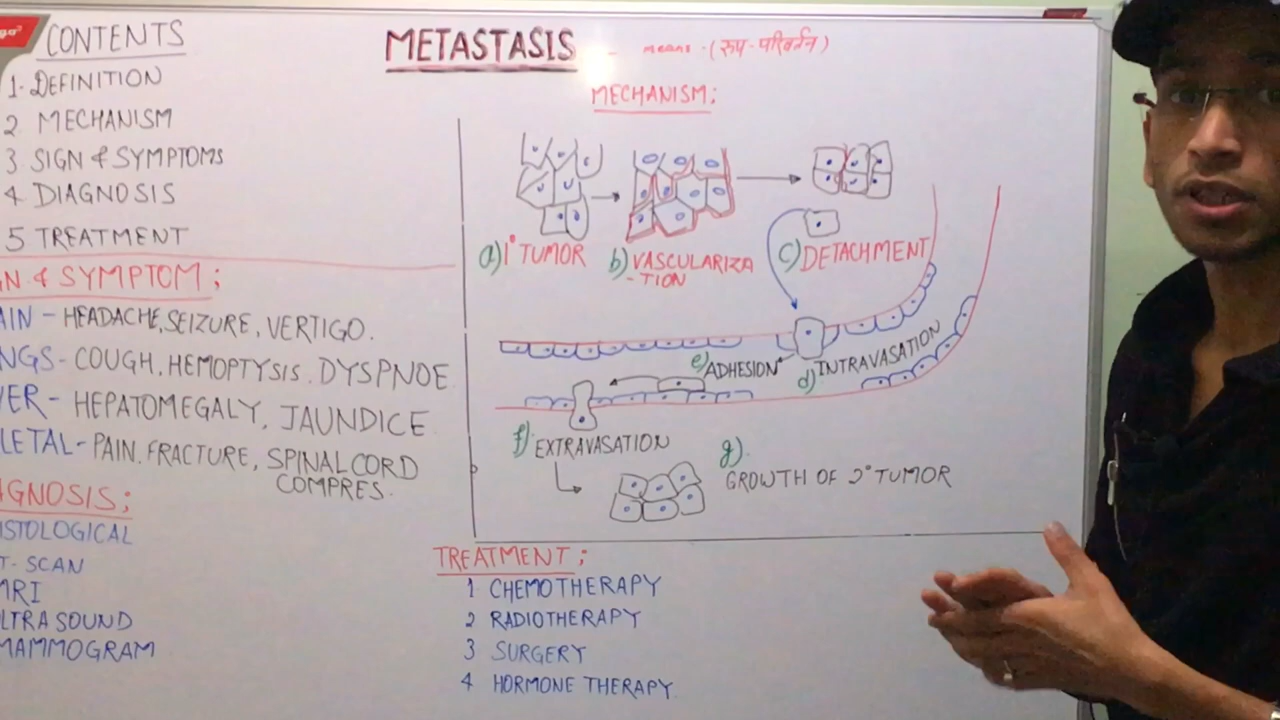 CONTENTS
1. DEFINITION
2 MECHANISM
3. SIGN & SYMPTOMS
4 DIAGNOSIS
5 TREATMENT
N & SYMPTOM;
AIN - HEADACHE, SEIZURE, VERTIGO.
NGS - COUGH, HEMOPTYSIS. DYSPNOE
VER - HEPATOMEGALY, JAUNDICE
LETAL - PAIN. FRACTURE, SPINAL CORD
COMPRES.
AGNOSIS;
ISTOLOGICAL
T-SCAN
MRI
LTRASOUND
MAMMOGRAM
METASTASIS - means - (रूप-परिवर्तन)
MECHANISM;
a) 1° TUMOR
b) VASCULARIZA
-TION
c) DETACHMENT
e) ADHESION
d) INTRAVASATION
f) EXTRAVASATION
g).
GROWTH OF 2° TUMOR
TREATMENT;
1 CHEMOTHERAPY
2 RADIOTHERAPY
3 SURGERY
4 HORMONE THERAPY.